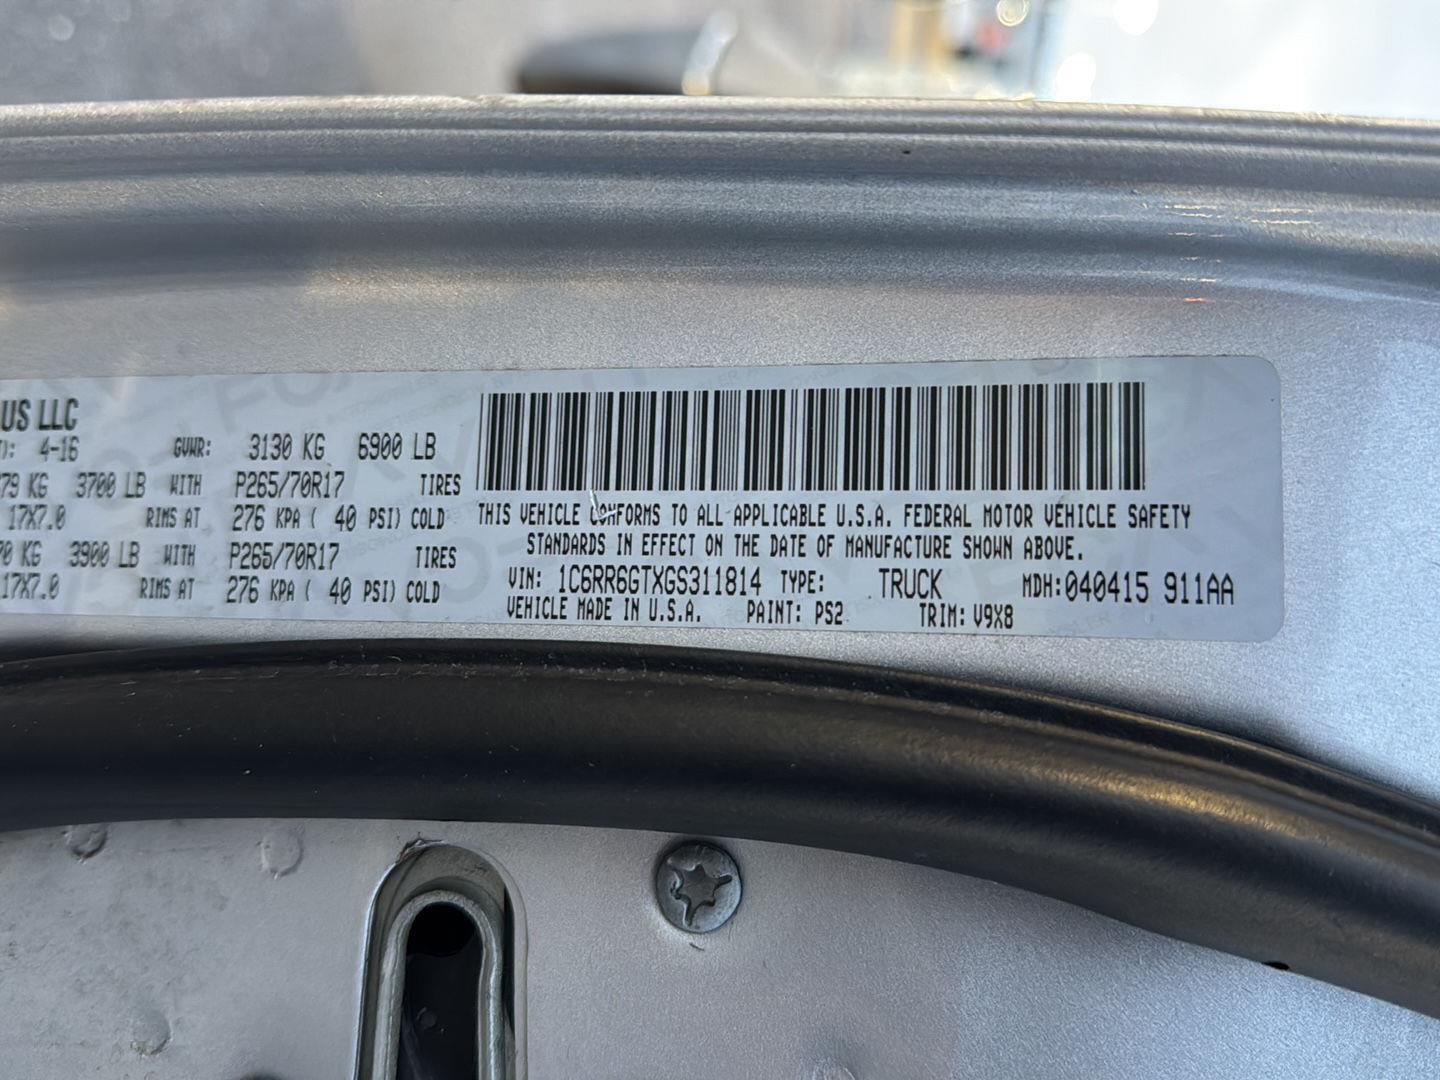 US LLC
): 4-16 GVWR: 3130 KG 6900 LB
79 KG 3700 LB WITH P265/70R17 TIRES
17X7.0 RIMS AT 276 KPA ( 40 PSI) COLD
0 KG 3900 LB WITH P265/70R17 TIRES
17X7.0 RIMS AT 276 KPA ( 40 PSI) COLD
THIS VEHICLE CONFORMS TO ALL APPLICABLE U.S.A. FEDERAL MOTOR VEHICLE SAFETY
STANDARDS IN EFFECT ON THE DATE OF MANUFACTURE SHOWN ABOVE.
VIN: 1C6RR6GTXGS311814 TYPE: TRUCK MDH:040415 911AA
VEHICLE MADE IN U.S.A. PAINT: PS2 TRIM: V9X8